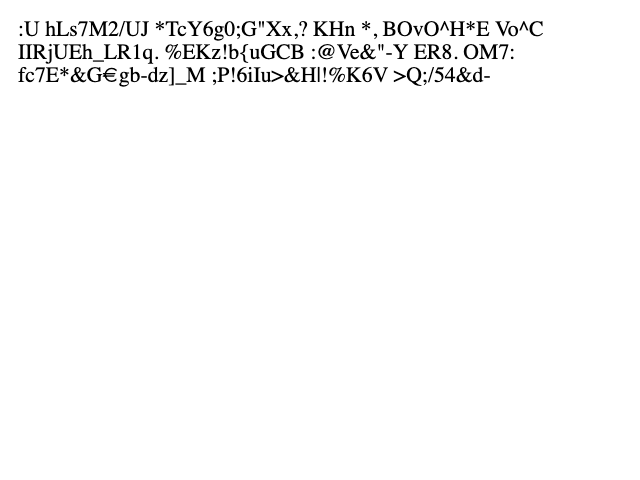 :U hLs7M2/UJ *TcY6g0;G"Xx,? KHn *, BOvO^H*E Vo^C
IIRjUEh_LR1q. %EKz!b{uGCB :@Ve&"-Y ER8. OM7:
fc7E*&G€gb-dz]_M ;P!6iIu>&H|!%K6V >Q;/54&d-